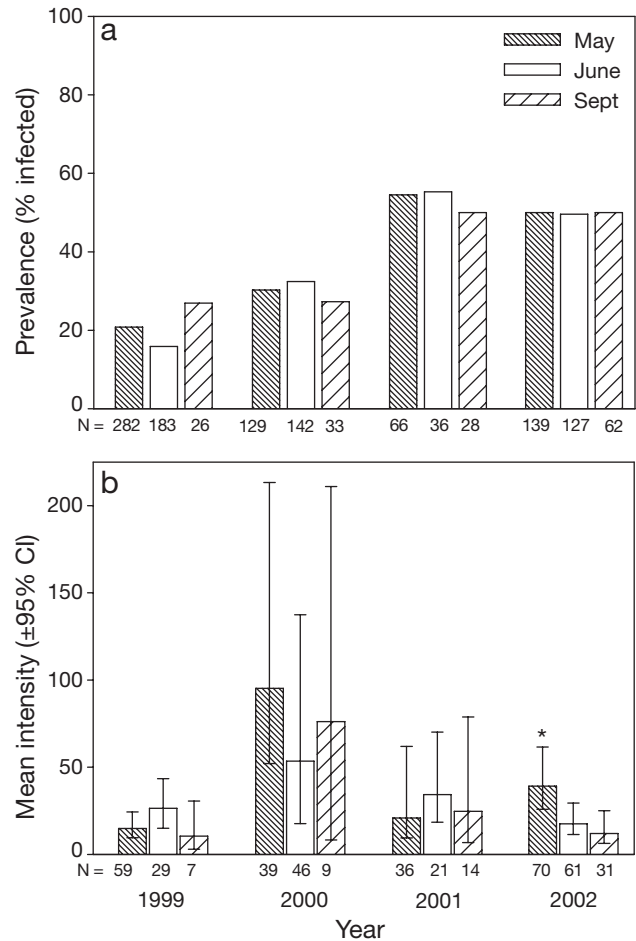 a
100
80
60
40
20
0
Prevalence (% infected)
May
June
Sept
N = 282 183 26 129 142 33 66 36 28 139 127 62
b
200
150
100
50
0
Mean intensity (±95% CI)
*
N = 59 29 7 39 46 9 36 21 14 70 61 31
1999 2000 2001 2002
Year